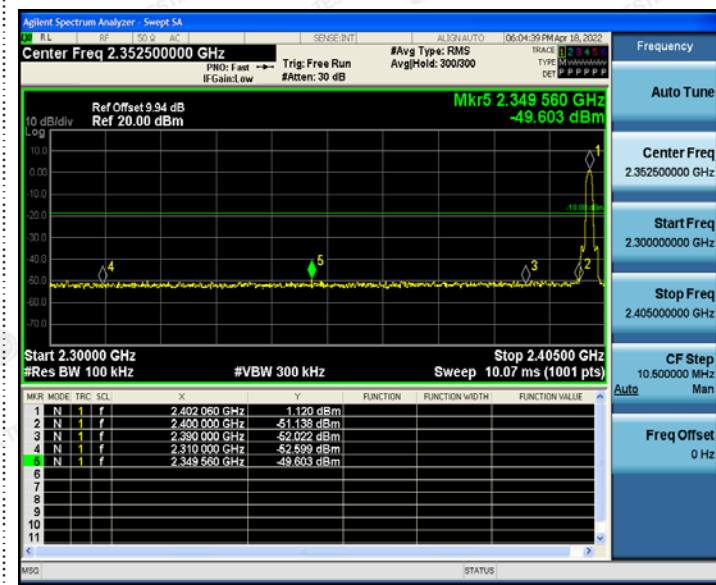 Agilent Spectrum Analyzer - Swept SA
RL RF 50 Ω AC SENSE:INT ALIGN AUTO 06:04:39 PM Apr 18, 2022
Center Freq 2.352500000 GHz
PNO: Fast
IFGain:Low
Trig: Free Run
#Atten: 30 dB
#Avg Type: RMS
Avg|Hold: 300/300
TRACE 1 2 3 4 5 6
TYPE M
DET P P P P P P
Mkr5 2.349 560 GHz
-49.603 dBm
Ref Offset 9.94 dB
10 dB/div Ref 20.00 dBm
Log
10.0
0.00
-10.0
-20.0
-30.0
-40.0
-50.0
-60.0
-70.0
1
2
3
4
5
Start 2.30000 GHz Stop 2.40500 GHz
#Res BW 100 kHz #VBW 300 kHz Sweep 10.07 ms (1001 pts)
MKR MODE TRC SCL X Y FUNCTION FUNCTION WIDTH FUNCTION VALUE
1 N 1 f 2.402 060 GHz 1.120 dBm
2 N 1 f 2.400 000 GHz -51.138 dBm
3 N 1 f 2.390 000 GHz -52.022 dBm
4 N 1 f 2.310 000 GHz -52.599 dBm
5 N 1 f 2.349 560 GHz -49.603 dBm
6
7
8
9
10
11
MSG STATUS
Frequency
Auto Tune
Center Freq
2.352500000 GHz
Start Freq
2.300000000 GHz
Stop Freq
2.405000000 GHz
CF Step
10.500000 MHz
Auto Man
Freq Offset
0 Hz